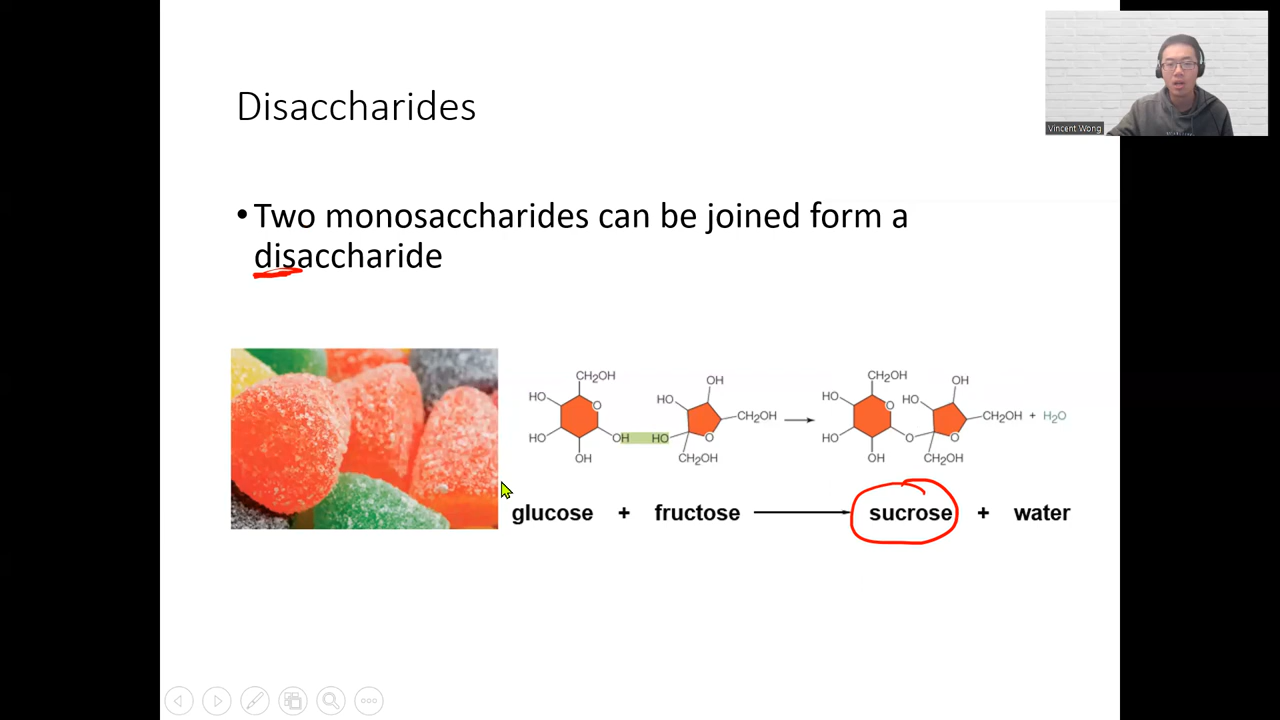 Vincent Wong
Disaccharides
• Two monosaccharides can be joined form a
disaccharide
CH₂OH
HO
O
HO
OH
OH
OH
HO
CH₂OH
HO
O
CH₂OH
CH₂OH
HO
O
HO
OH
O
OH
HO
CH₂OH + H₂O
O
CH₂OH
glucose + fructose → sucrose + water